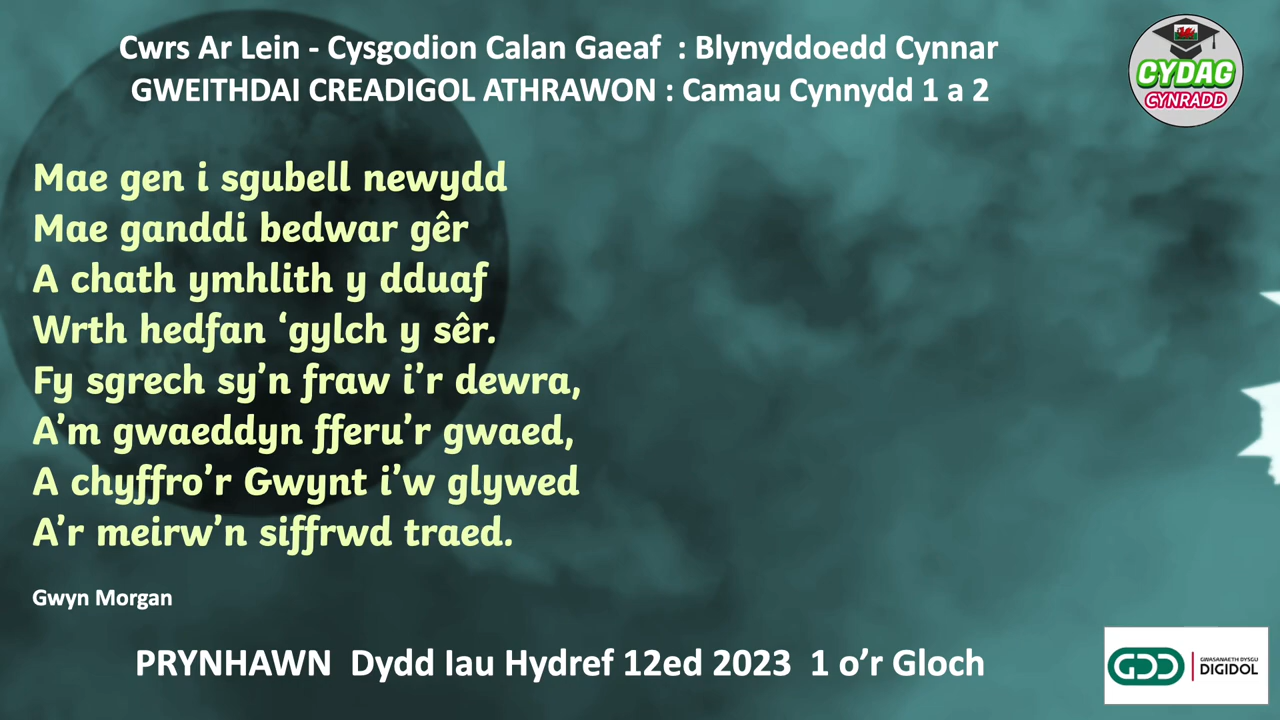 Cwrs Ar Lein - Cysgodion Calan Gaeaf : Blynyddoedd Cynnar
GWEITHDAI CREADIGOL ATHRAWON : Camau Cynnydd 1 a 2
CYDAG
CYNRADD
Mae gen i sgubell newydd
Mae ganddi bedwar gêr
A chath ymhlith y dduaf
Wrth hedfan ‘gylch y sêr.
Fy sgrech sy’n fraw i’r dewra,
A’m gwaeddyn fferu’r gwaed,
A chyffro’r Gwynt i’w glywed
A’r meirw’n siffrwd traed.
Gwyn Morgan
PRYNHAWN Dydd Iau Hydref 12ed 2023 1 o’r Gloch
GDD
GWASANAETH DYSGU
DIGIDOL